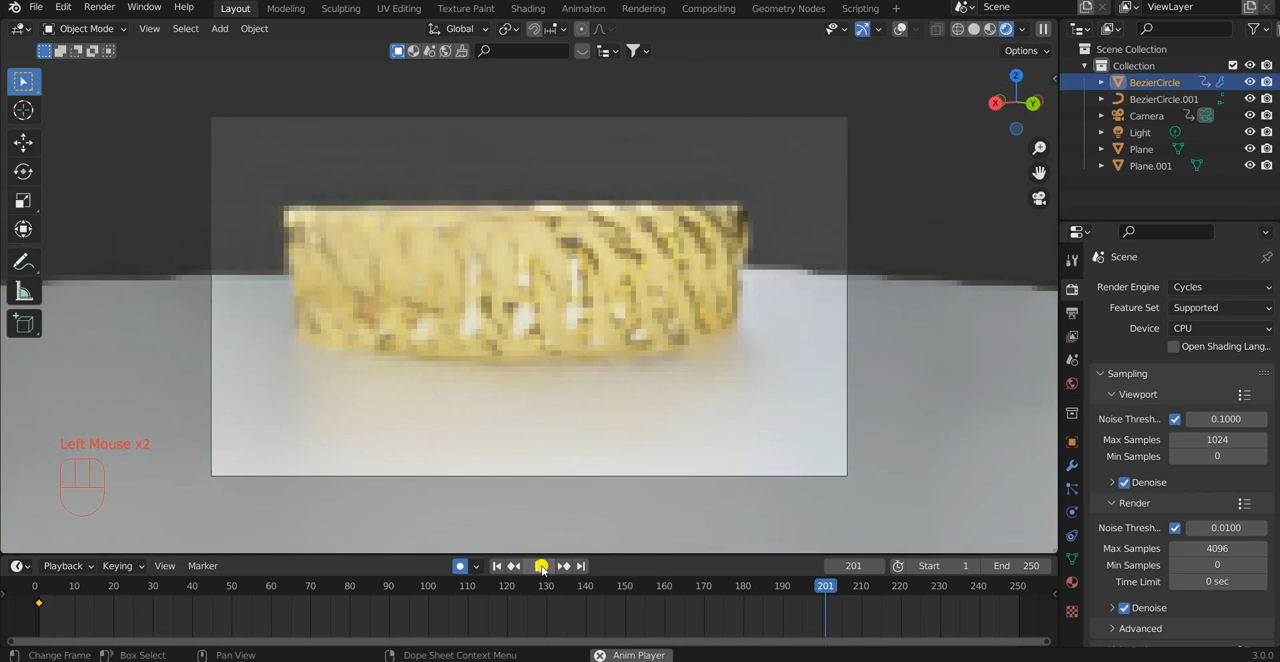 File Edit Render Window Help Layout Modeling Sculpting UV Editing Texture Paint Shading Animation Rendering Compositing Geometry Nodes Scripting + Scene ViewLayer
Object Mode View Select Add Object Global
Options
Scene Collection
Collection
BezierCircle
BezierCircle.001
Camera
Light
Plane
Plane.001
X Y Z
Scene
Render Engine Cycles
Feature Set Supported
Device CPU
Open Shading Lang...
Sampling
Viewport
Noise Thresh... 0.1000
Max Samples 1024
Min Samples 0
Denoise
Render
Noise Thresh... 0.0100
Max Samples 4096
Min Samples 0
Time Limit 0 sec
Denoise
Advanced
Left Mouse x2
Playback Keying View Marker 201 Start 1 End 250
0 10 20 30 40 50 60 70 80 90 100 110 120 130 140 150 160 170 180 190 201 210 220 230 240 250
Change Frame Box Select Pan View Dope Sheet Context Menu Anim Player 3.0.0